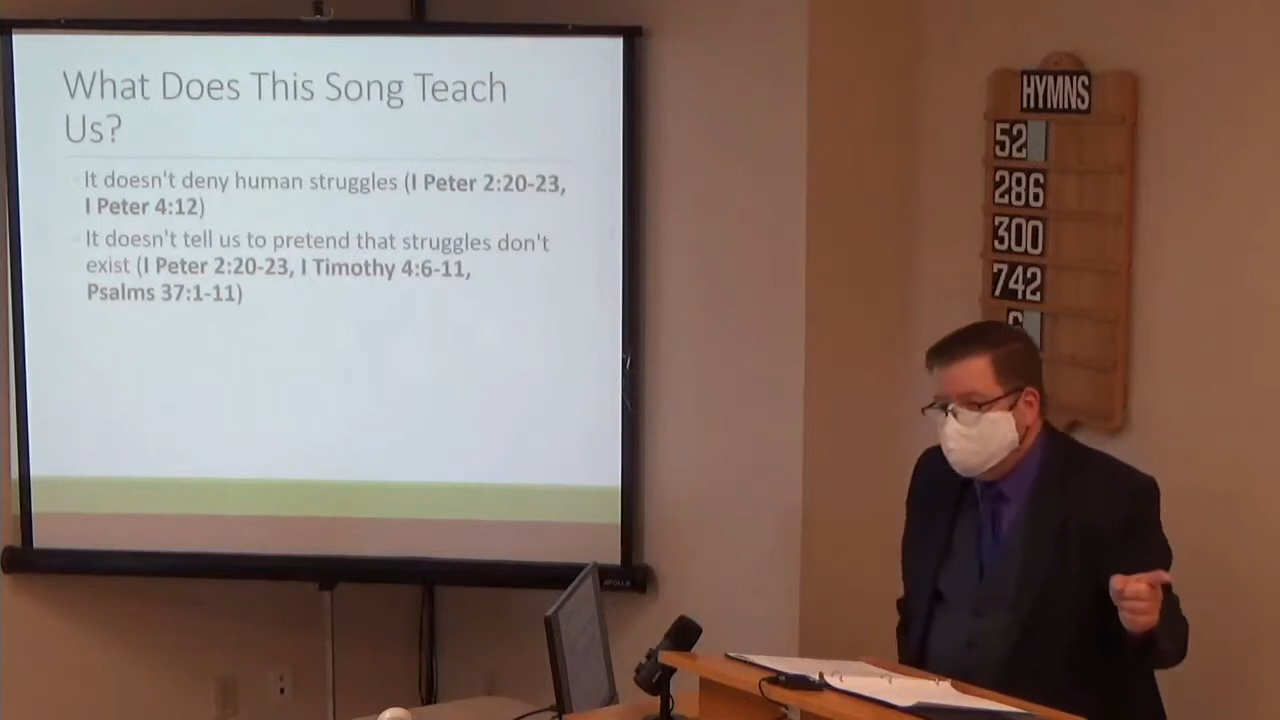 What Does This Song Teach
Us?
It doesn't deny human struggles (I Peter 2:20-23,
I Peter 4:12)
It doesn't tell us to pretend that struggles don't
exist (I Peter 2:20-23, I Timothy 4:6-11,
Psalms 37:1-11)
HYMNS
52
286
300
742
APOLLO